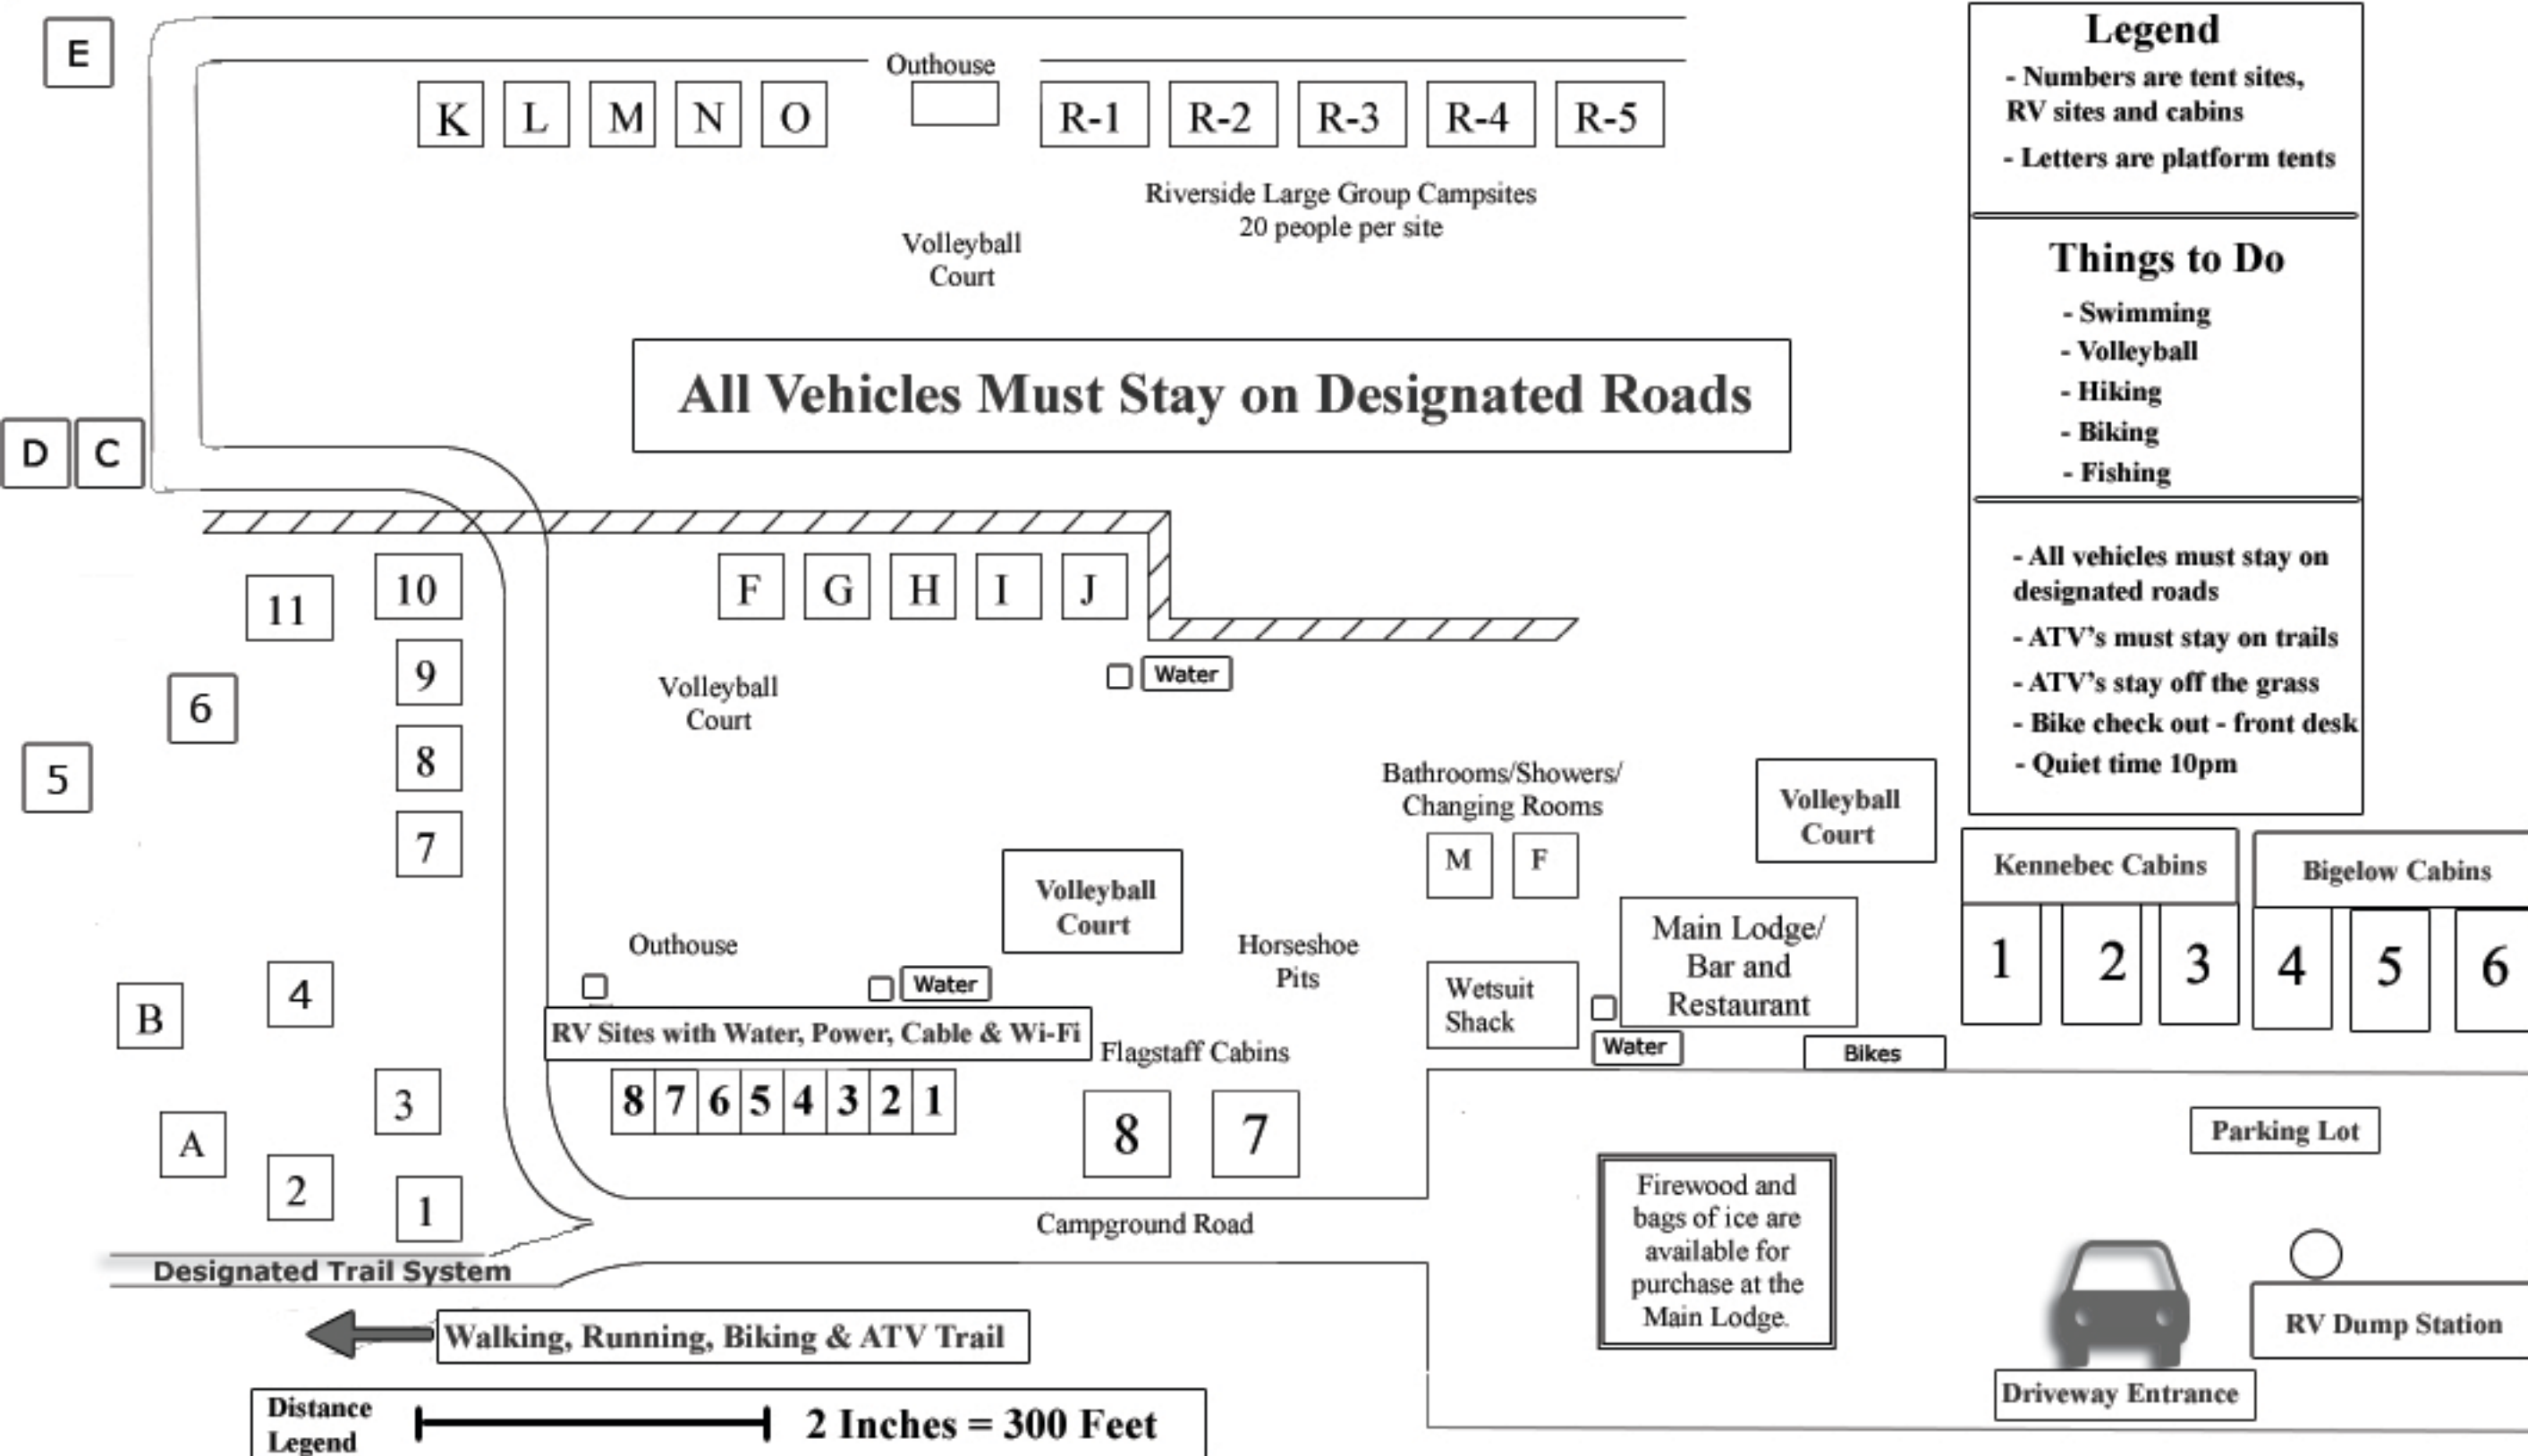 E
Outhouse
K
L
M
N
O
R-1
R-2
R-3
R-4
R-5
Riverside Large Group Campsites
20 people per site
Volleyball
Court
All Vehicles Must Stay on Designated Roads
D
C
F
G
H
I
J
10
11
9
6
8
5
7
Water
Volleyball
Court
Bathrooms/Showers/
Changing Rooms
M
F
Volleyball
Court
Volleyball
Court
Outhouse
Water
Horseshoe
Pits
Wetsuit
Shack
Main Lodge/
Bar and
Restaurant
Water
Bikes
4
B
RV Sites with Water, Power, Cable & Wi-Fi
8
7
6
5
4
3
2
1
Flagstaff Cabins
8
7
3
A
2
1
Campground Road
Designated Trail System
Walking, Running, Biking & ATV Trail
Distance
Legend
2 Inches = 300 Feet
Legend
- Numbers are tent sites,
RV sites and cabins
- Letters are platform tents
Things to Do
- Swimming
- Volleyball
- Hiking
- Biking
- Fishing
- All vehicles must stay on
designated roads
- ATV's must stay on trails
- ATV's stay off the grass
- Bike check out - front desk
- Quiet time 10pm
Kennebec Cabins
1
2
3
Bigelow Cabins
4
5
6
Parking Lot
Firewood and
bags of ice are
available for
purchase at the
Main Lodge.
RV Dump Station
Driveway Entrance